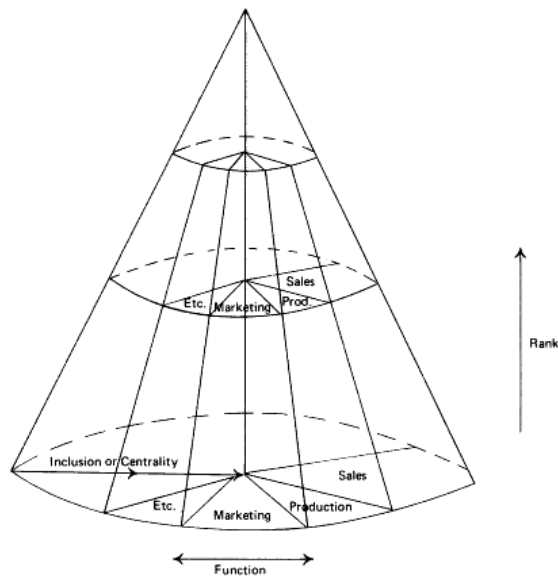 Sales
Etc.
Marketing
Prod.
Rank
Inclusion or Centrality
Sales
Etc.
Production
Marketing
Function